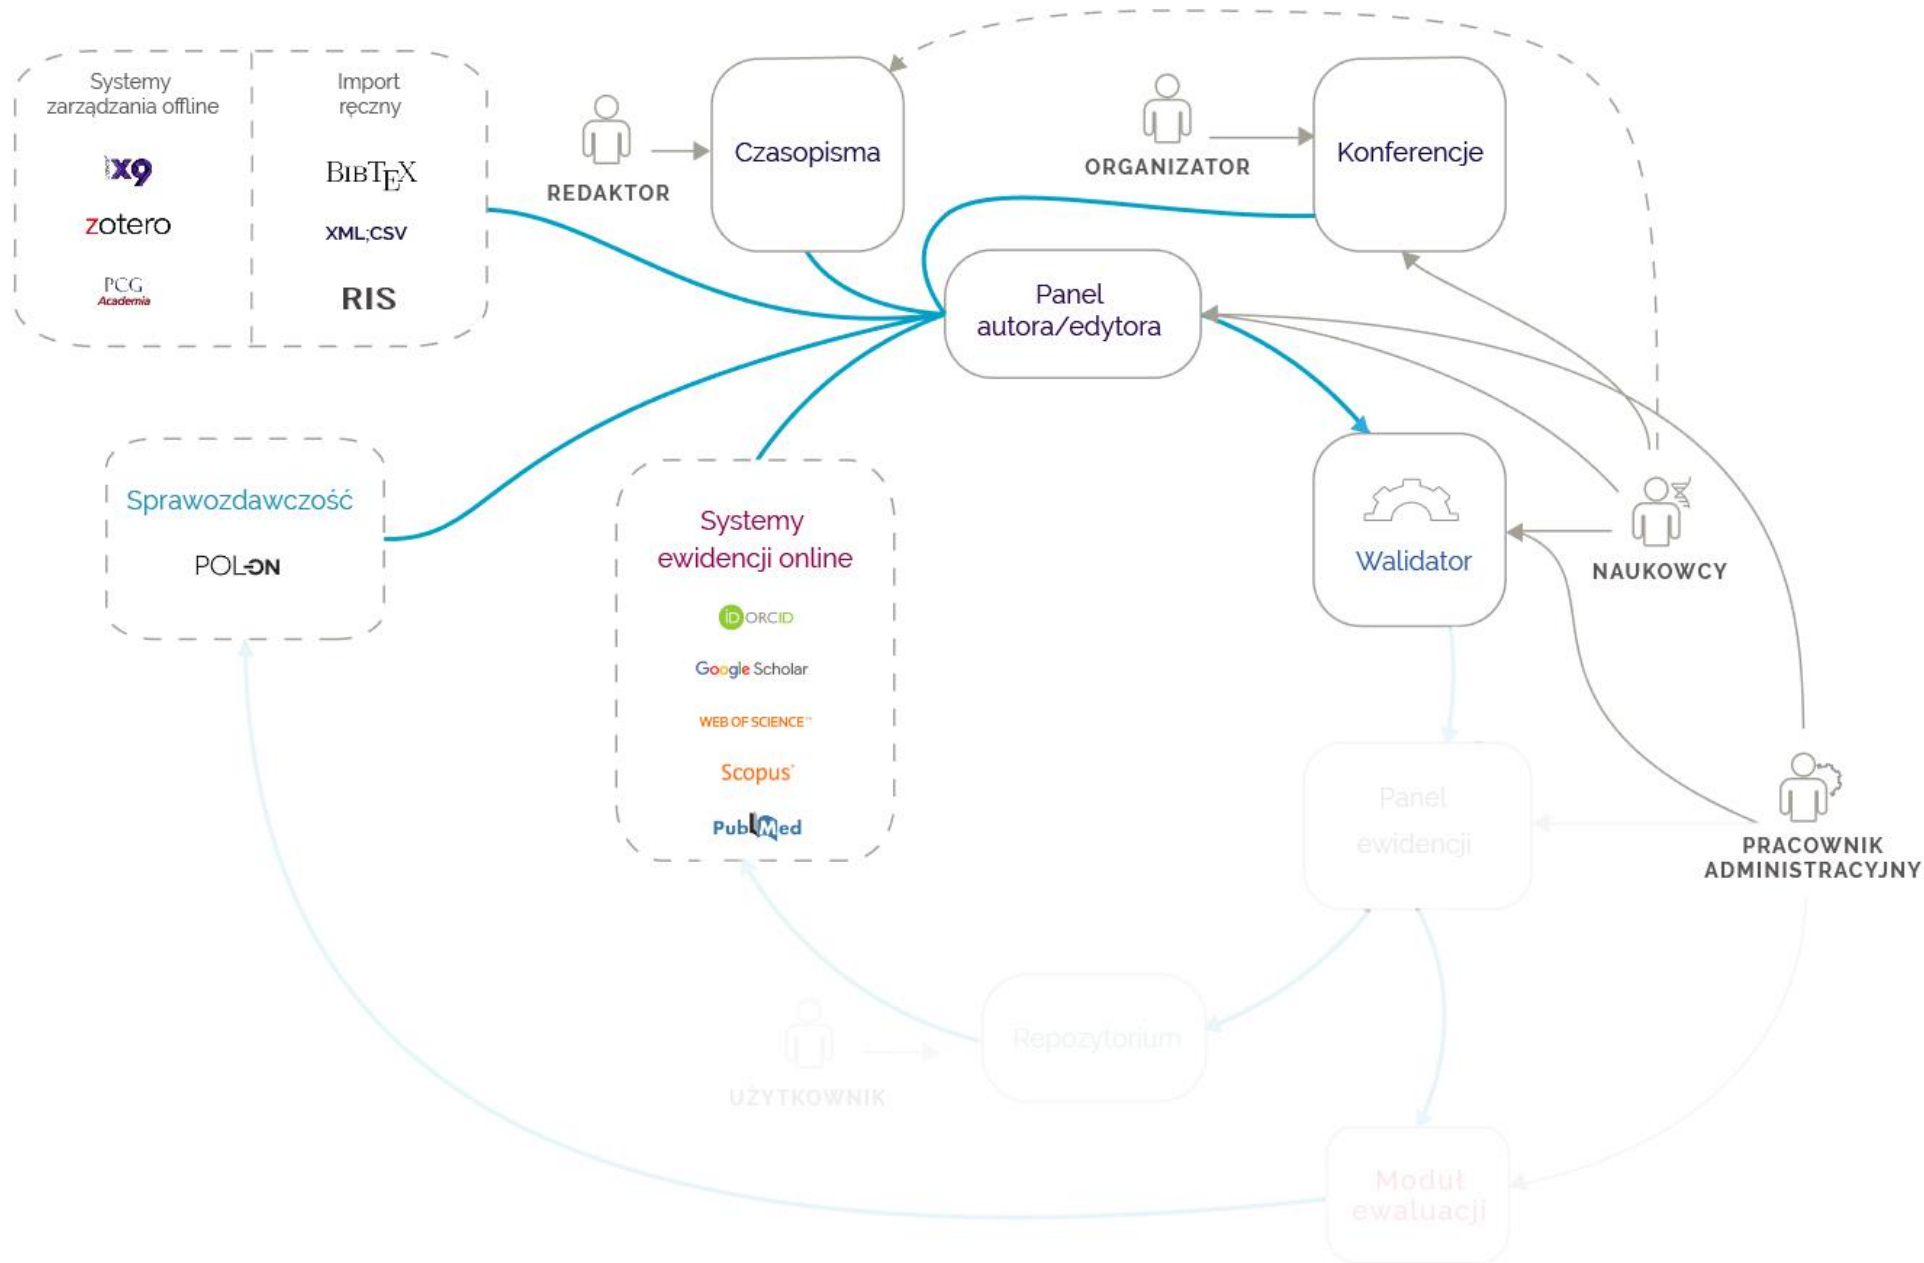 Systemy
zarządzania offline
X9
zotero
PCG
Academia
Import
ręczny
BIBTEX
XML;CSV
RIS
REDAKTOR
Czasopisma
ORGANIZATOR
Konferencje
Panel
autora/edytora
Sprawozdawczość
POL-ON
Systemy
ewidencji online
iD ORCID
Google Scholar
WEB OF SCIENCE™
Scopus®
PubMed
Walidator
NAUKOWCY
Panel
ewidencji
PRACOWNIK
ADMINISTRACYJNY
Repozytorium
UŻYTKOWNIK
Moduł
ewaluacji